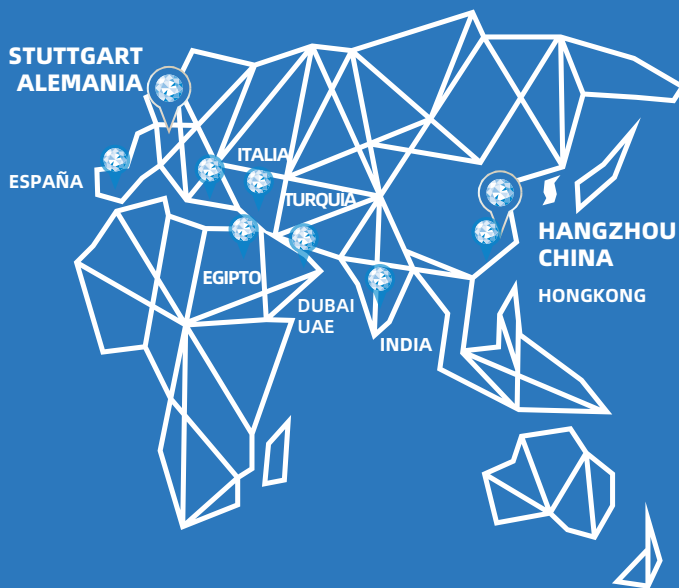 STUTTGART
ALEMANIA
ITALIA
ESPAÑA
TURQUIA
HANGZHOU
CHINA
EGIPTO
DUBAI
UAE
HONGKONG
INDIA